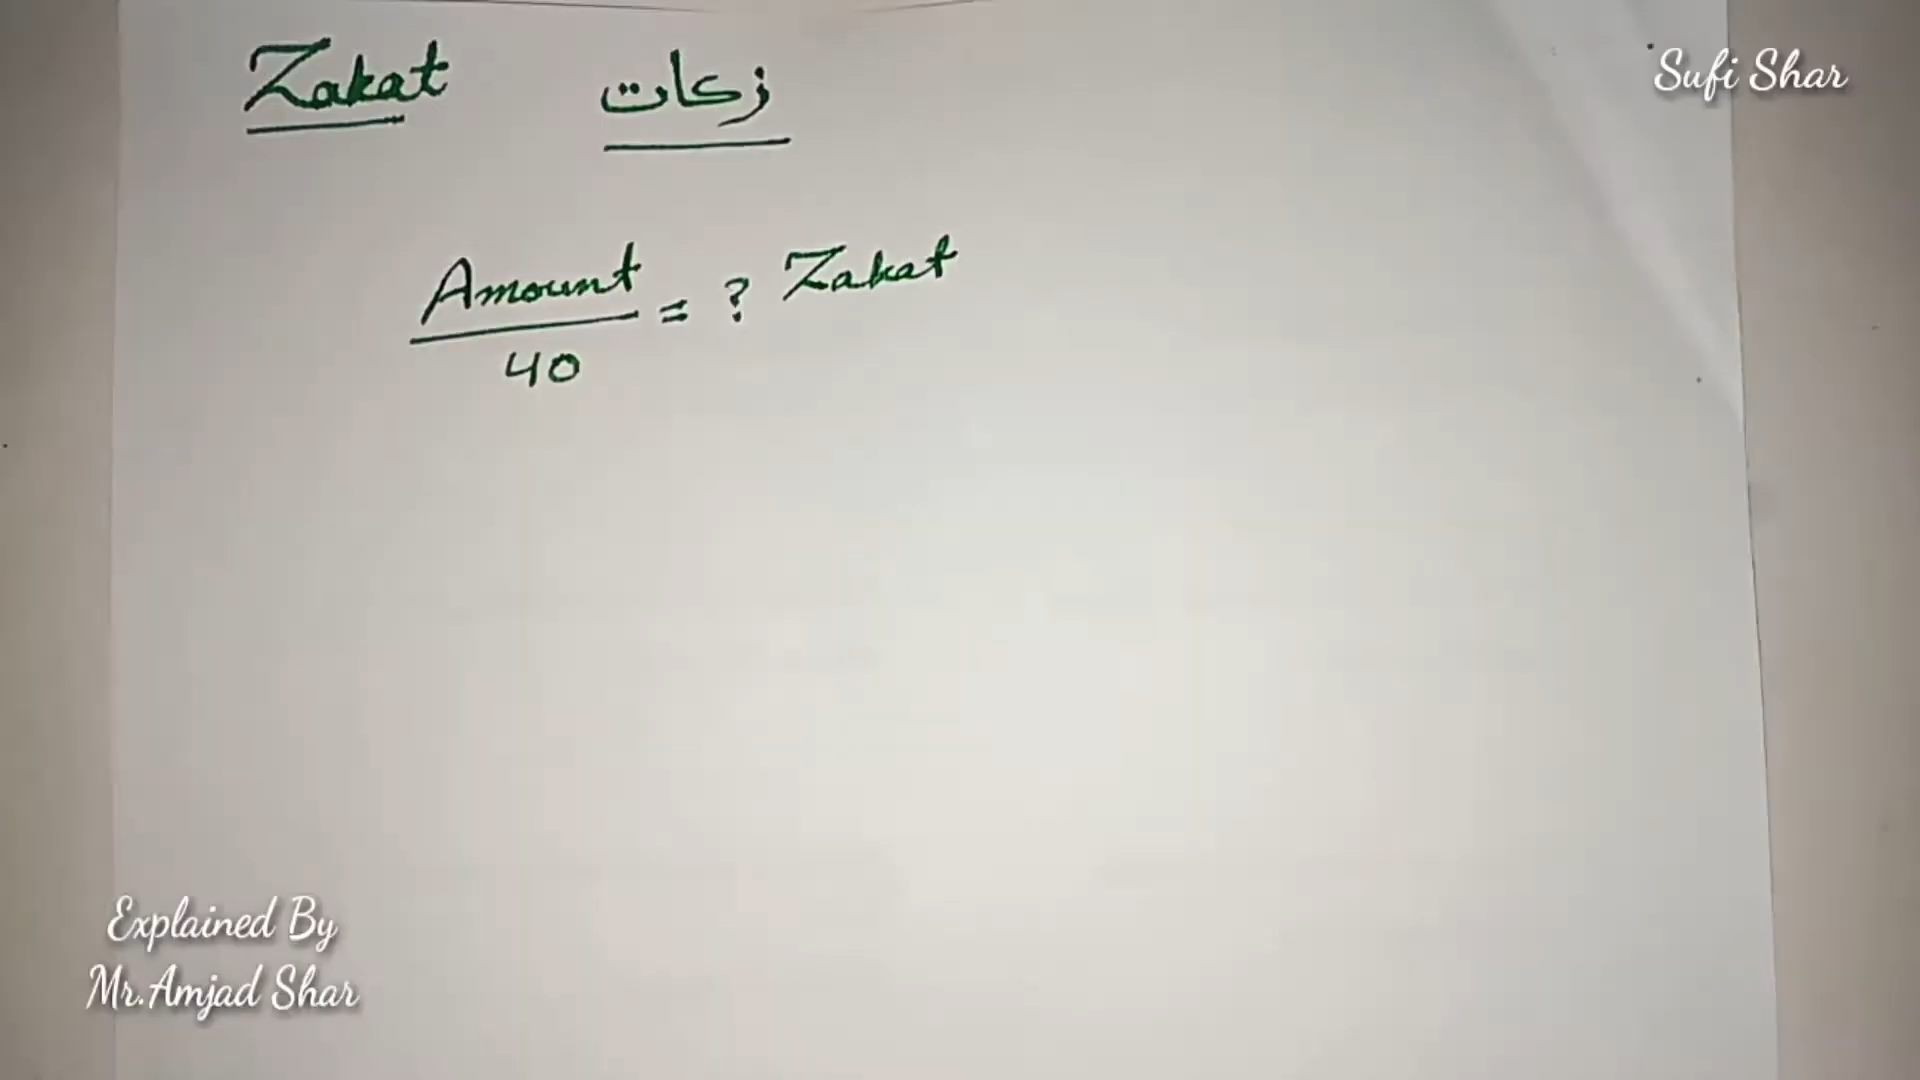 Zakat زکات
Sufi Shar
Amount = ? Zakat
40
Explained By
Mr.Amjad Shar